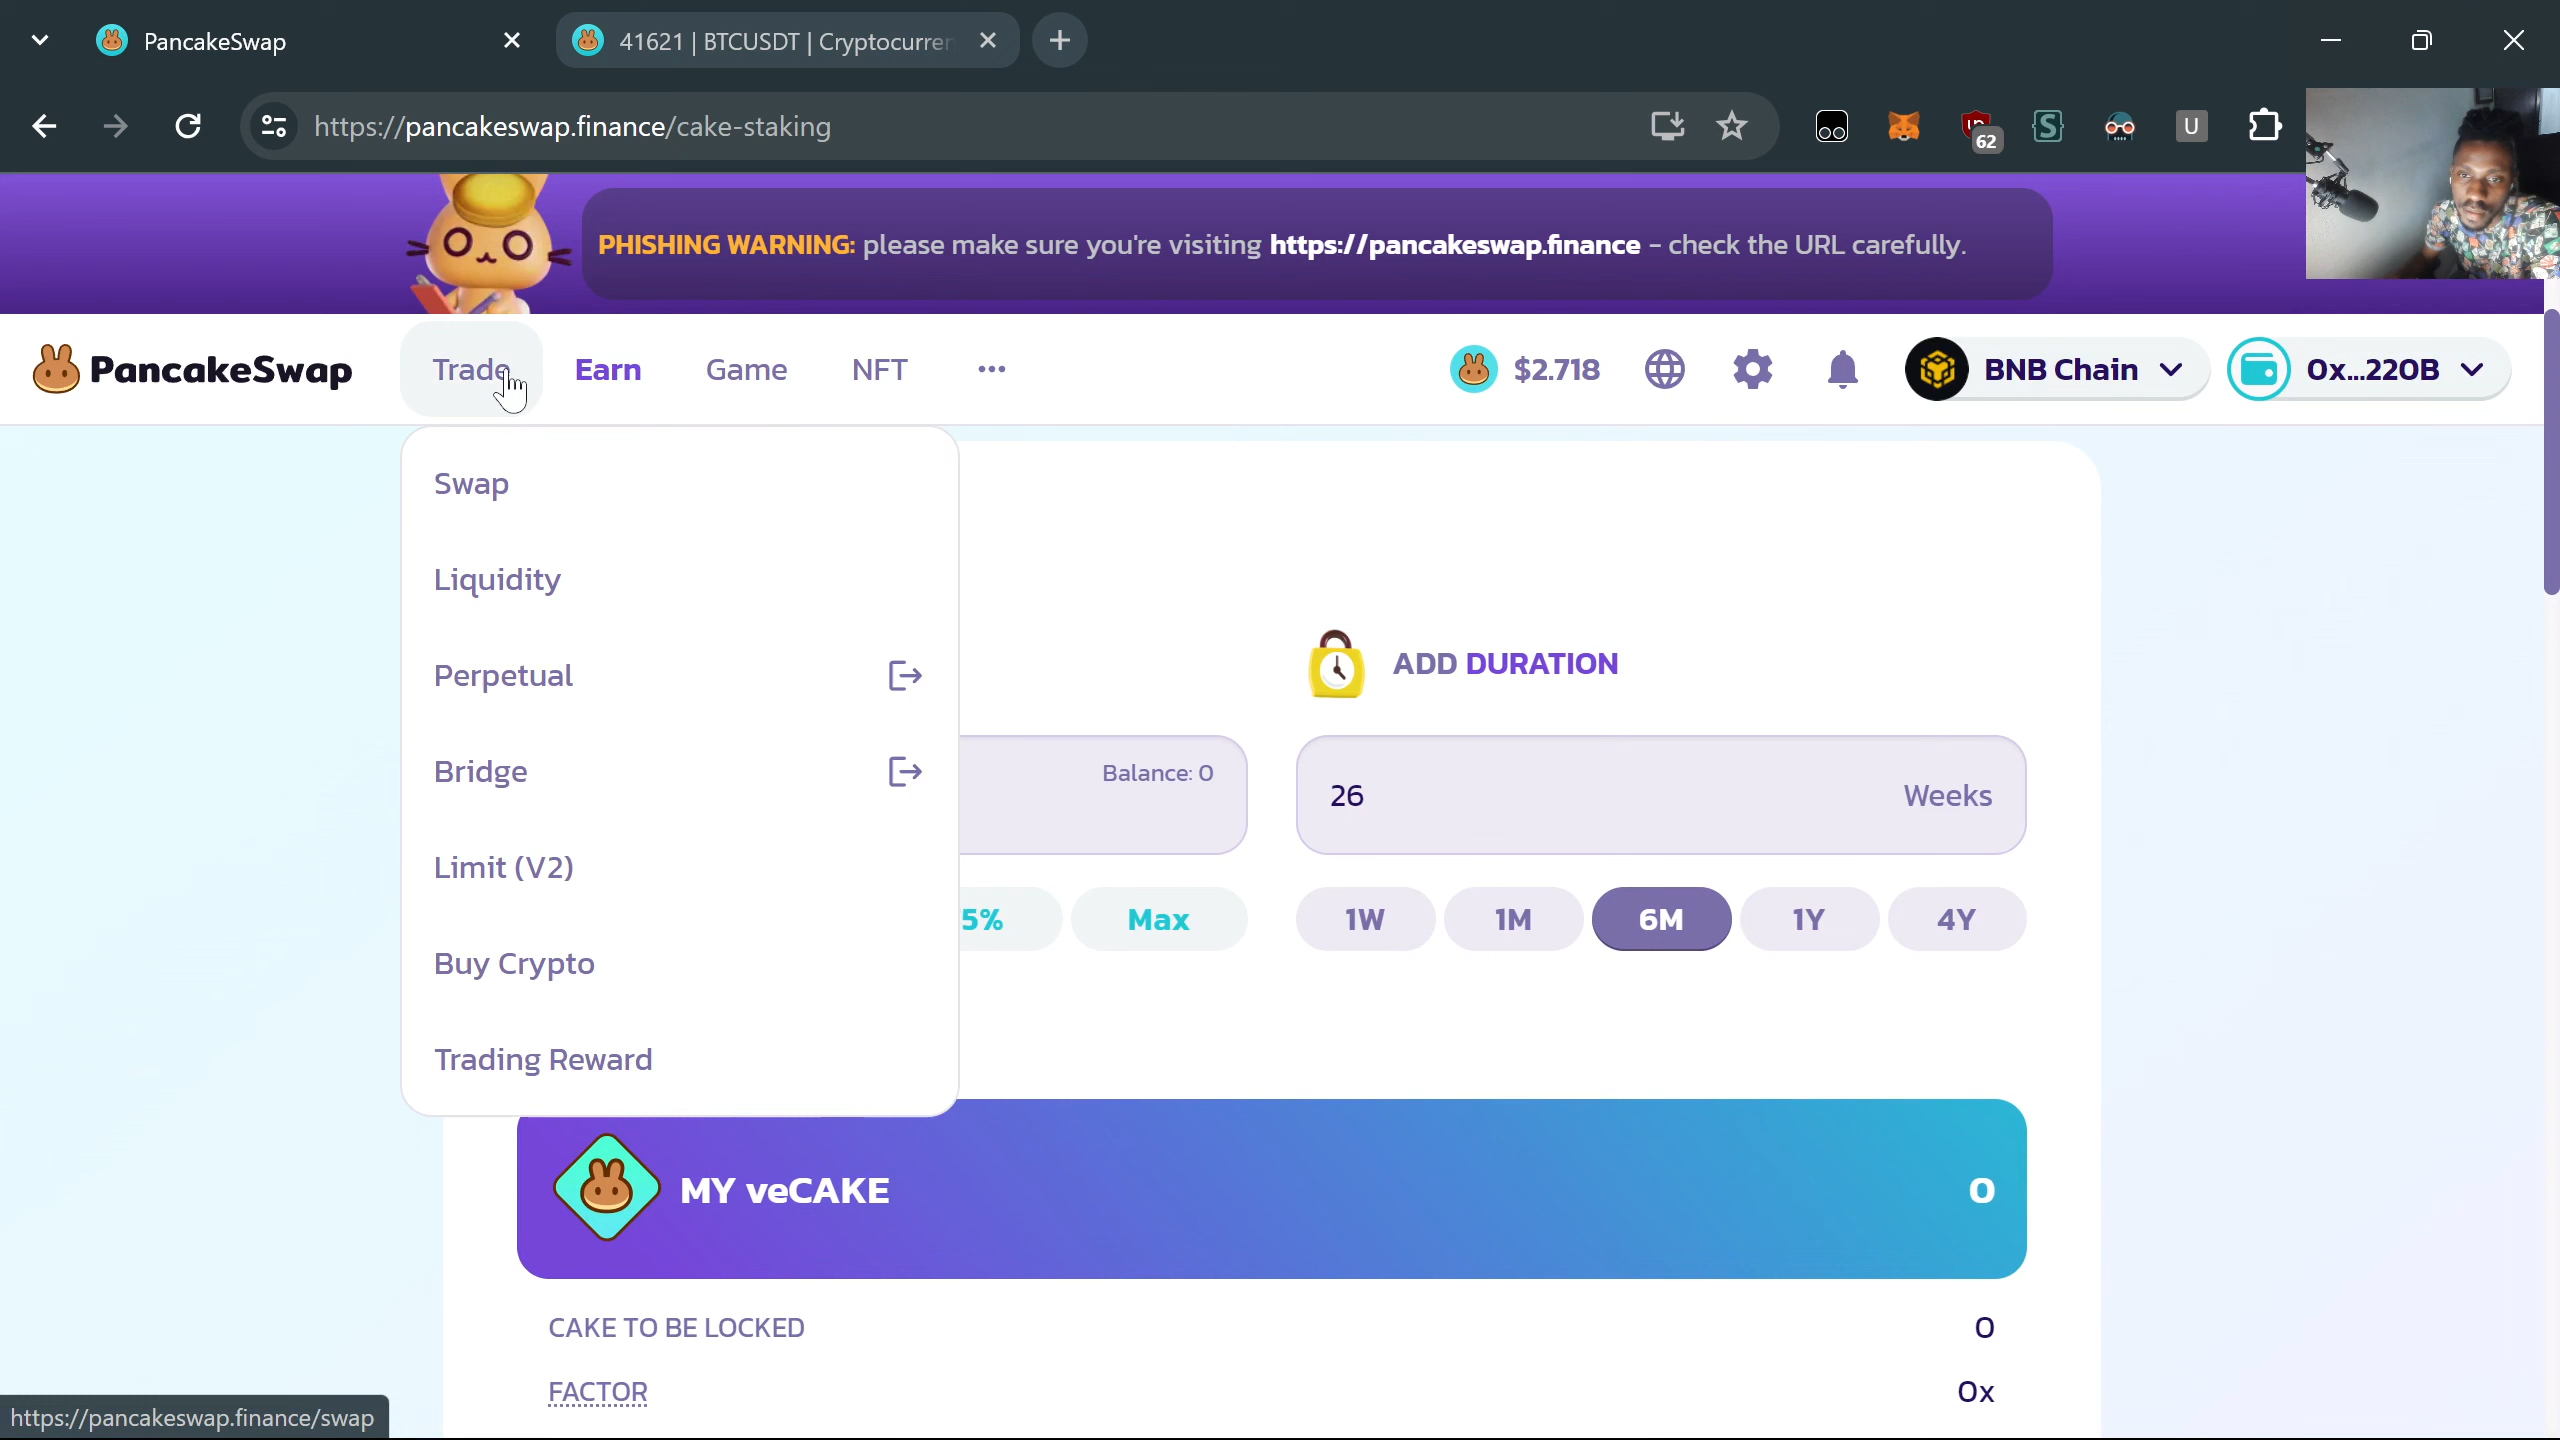 PancakeSwap
41621 | BTCUSDT | Cryptocurren
https://pancakeswap.finance/cake-staking
62
U
PHISHING WARNING: please make sure you're visiting https://pancakeswap.finance - check the URL carefully.
PancakeSwap Trade Earn Game NFT ... $2.718 BNB Chain 0x...220B
Swap
Liquidity
Perpetual
Bridge
Limit (V2)
Buy Crypto
Trading Reward
ADD DURATION
Balance: 0
26 Weeks
5% Max 1W 1M 6M 1Y 4Y
MY veCAKE 0
CAKE TO BE LOCKED 0
FACTOR 0x
https://pancakeswap.finance/swap